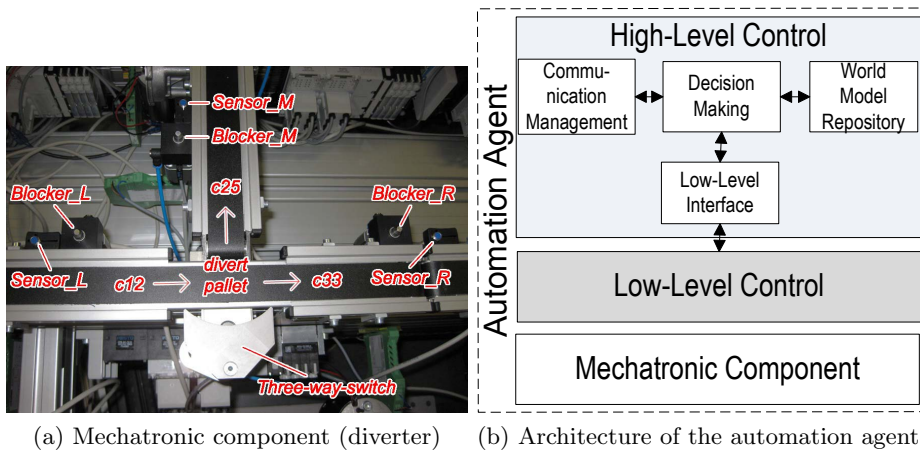 Sensor_M
Blocker_M
Blocker_L
c25
Blocker_R
Sensor_L
c12
divert
pallet
c33
Sensor_R
Three-way-switch
(a) Mechatronic component (diverter)
Automation Agent
High-Level Control
Commu-
nication
Management
Decision
Making
World
Model
Repository
Low-Level
Interface
Low-Level Control
Mechatronic Component
(b) Architecture of the automation agent